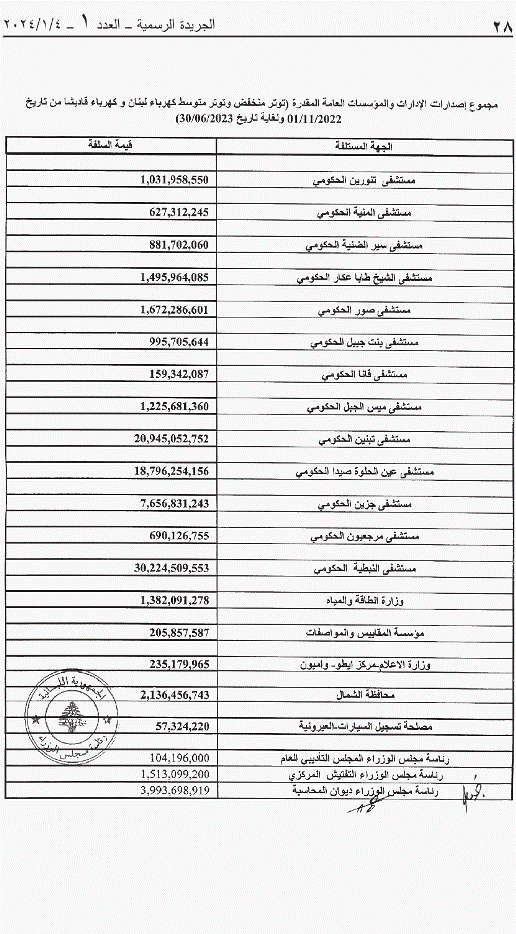 ٢٨
الجريدة الرسمية ــ العدد ١ ــ ٢٠٢٤/١/٤
مجموع إصدارات الإدارات والمؤسسات العامة المقدرة (توتر منخفض وتوتر متوسط كهرباء لبنان و كهرباء قاديشا من تاريخ
01/11/2022 ولغاية تاريخ 30/06/2023)
الجهة المستلفة قيمة السلفة
مستشفى تنورين الحكومي 1,031,958,550
مستشفى المنية الحكومي 627,312,245
مستشفى سير الضنية الحكومي 881,702,060
مستشفى الشيخ طابا عكار الحكومي 1,495,964,085
مستشفى صور الحكومي 1,672,286,601
مستشفى بنت جبيل الحكومي 995,705,644
مستشفى قانا الحكومي 159,342,087
مستشفى ميس الجبل الحكومي 1,225,681,360
مستشفى تبنين الحكومي 20,945,052,752
مستشفى عين الحلوة صيدا الحكومي 18,796,254,156
مستشفى جزين الحكومي 7,656,831,243
مستشفى مرجعيون الحكومي 690,126,755
مستشفى النبطية الحكومي 30,224,509,553
وزارة الطاقة والمياه 1,382,091,278
مؤسسة المقاييس والمواصفات 205,857,587
وزارة الاعلام-مركز ايطو- واميون 235,179,965
محافظة الشمال 2,136,456,743
مصلحة تسجيل السيارات-العيرونية 57,324,220
رئاسة مجلس الوزراء المجلس التأديبي للعام 104,196,000
رئاسة مجلس الوزراء التفتيش المركزي 1,513,099,200
رئاسة مجلس الوزراء ديوان المحاسبة 3,993,698,919
الجمهورية اللبنانية
رئاسة مجلس الوزراء